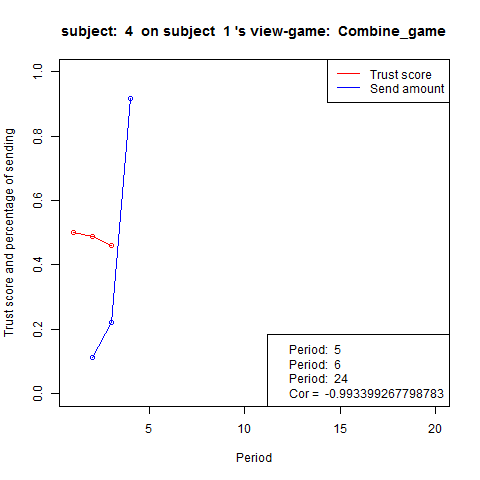 subject:  4  on subject  1 's view-game:  Combine_game
Trust score
Send amount
Trust score and percentage of sending
1.0
0.8
0.6
0.4
0.2
0.0
Period:  5
Period:  6
Period:  24
Cor =  -0.993399267798783
5
10
15
20
Period